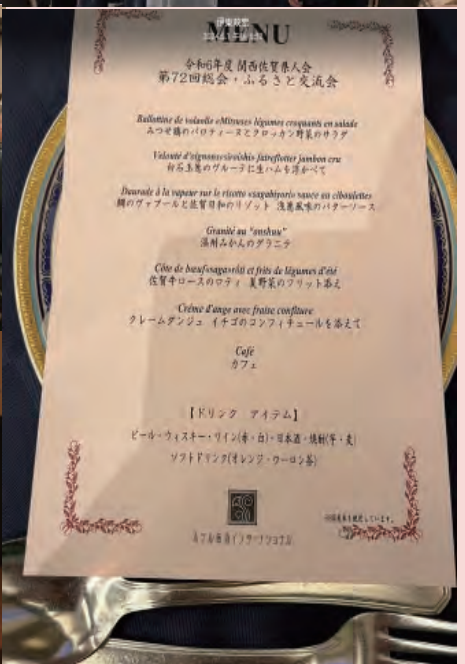 MENU
令和6年度 関西佐賀県人会
第72回総会・ふるさと交流会
Ballottine de volaille «Mitsuse» légumes croquants en salade
みつせ鶏のバロティーヌとクロッカン野菜のサラダ
Velouté d'oignons«siroishi» faireflotter jambon cru
白石玉葱のヴルーテに生ハムを浮かべて
Daurade à la vapeur sur le risotto «sagabiyori» sauce au ciboulettes
鯛のヴァプールと佐賀日和のリゾット 浅葱風味のバターソース
Granité au "onshuu"
温州みかんのグラニテ
Côte de bœuf«saga»rôti et frits de légumes d'été
佐賀牛ロースのロティ 夏野菜のフリット添え
Crème d'ange avec fraise confiture
クレームダンジュ イチゴのコンフィチュールを添えて
Café
カフェ
【ドリンク アイテム】
ビール・ウィスキー・ワイン(赤・白)・日本酒・焼酎(芋・麦)
ソフトドリンク(オレンジ・ウーロン茶)